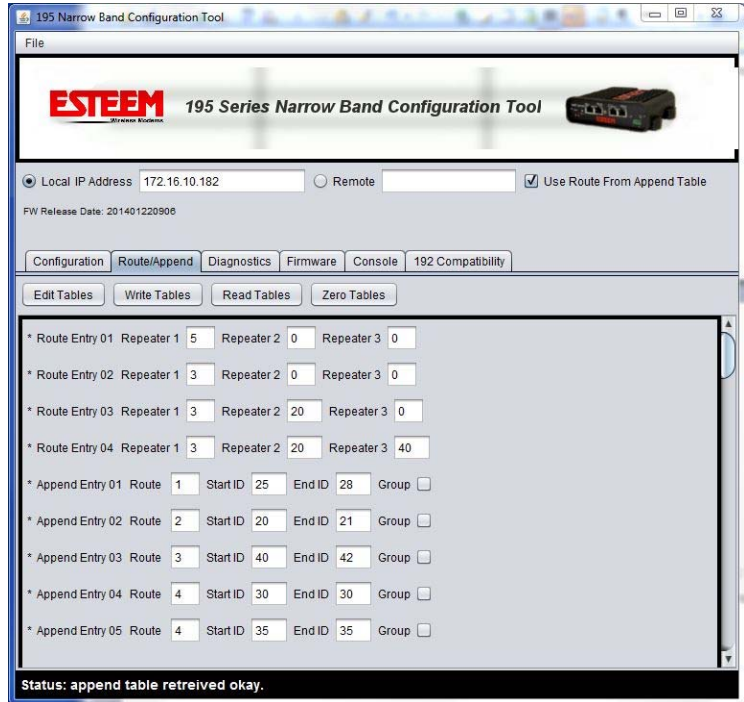 195 Narrow Band Configuration Tool
File
ESTEEM
Wireless Modems
195 Series Narrow Band Configuration Tool
Local IP Address 172.16.10.182 Remote Use Route From Append Table
FW Release Date: 201401220906
Configuration Route/Append Diagnostics Firmware Console 192 Compatibility
Edit Tables Write Tables Read Tables Zero Tables
* Route Entry 01 Repeater 1 5 Repeater 2 0 Repeater 3 0
* Route Entry 02 Repeater 1 3 Repeater 2 0 Repeater 3 0
* Route Entry 03 Repeater 1 3 Repeater 2 20 Repeater 3 0
* Route Entry 04 Repeater 1 3 Repeater 2 20 Repeater 3 40
* Append Entry 01 Route 1 Start ID 25 End ID 28 Group
* Append Entry 02 Route 2 Start ID 20 End ID 21 Group
* Append Entry 03 Route 3 Start ID 40 End ID 42 Group
* Append Entry 04 Route 4 Start ID 30 End ID 30 Group
* Append Entry 05 Route 4 Start ID 35 End ID 35 Group
Status: append table retreived okay.